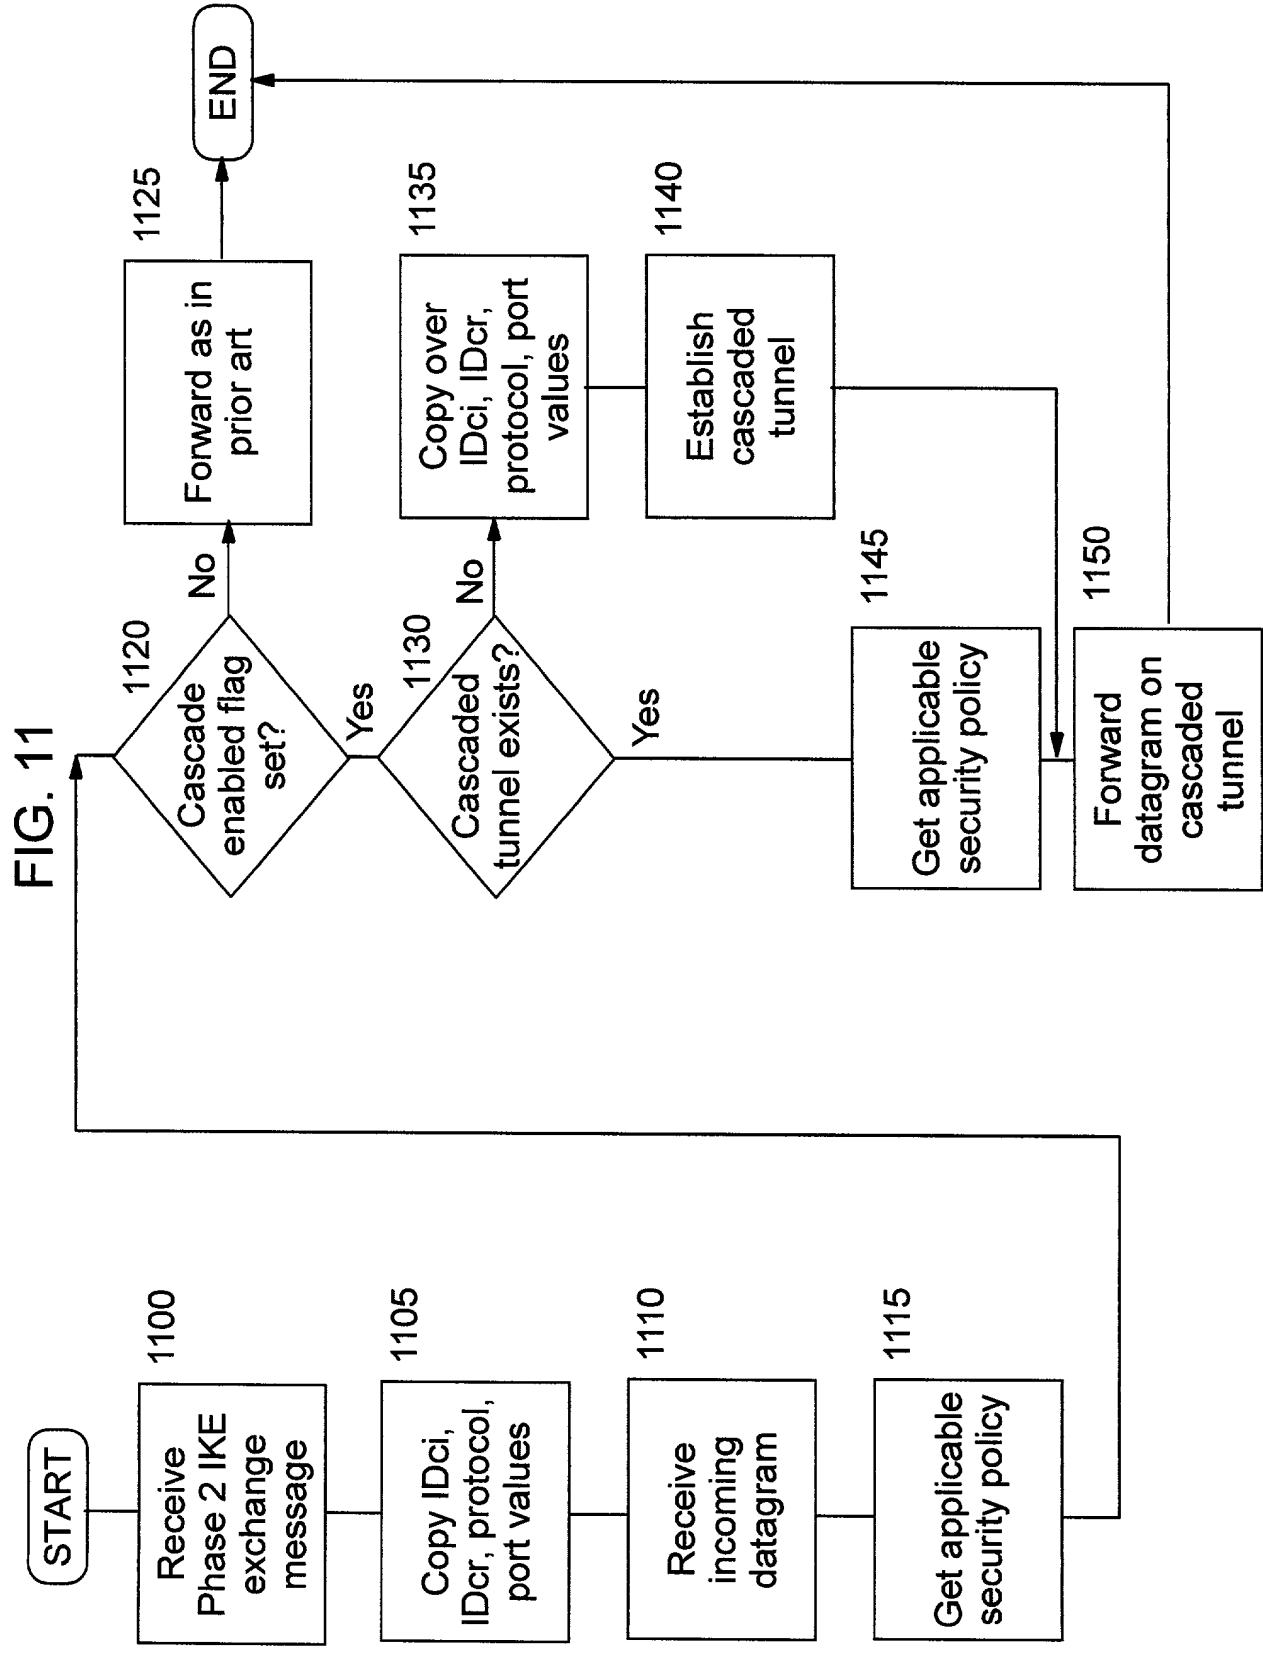 FIG. 11
START
1100
Receive
Phase 2 IKE
exchange
message
1105
Copy IDci,
IDcr, protocol,
port values
1110
Receive
incoming
datagram
1115
Get applicable
security policy
1120
Cascade
enabled flag
set?
No
Yes
1125
Forward as in
prior art
END
1130
Cascaded
tunnel exists?
No
Yes
1135
Copy over
IDci, IDcr,
protocol, port
values
1140
Establish
cascaded
tunnel
1145
Get applicable
security policy
1150
Forward
datagram on
cascaded
tunnel